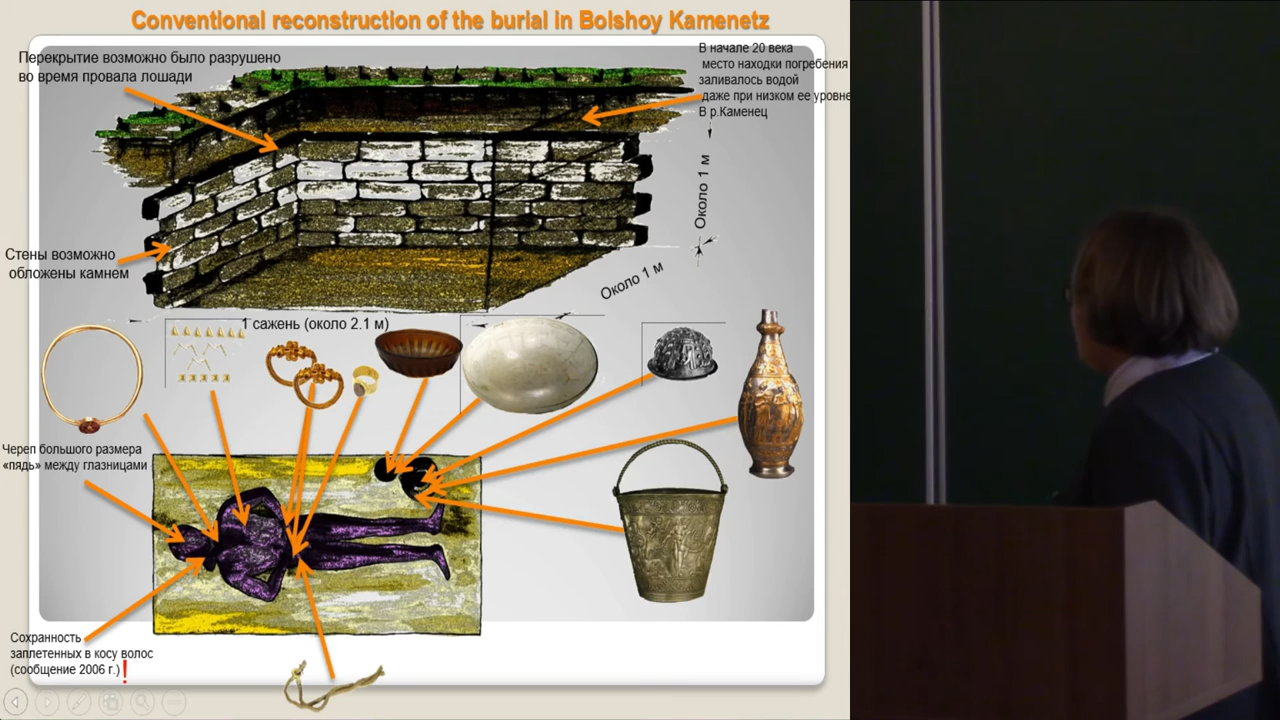 Conventional reconstruction of the burial in Bolshoy Kamenetz
Перекрытие возможно было разрушено
во время провала лошади
В начале 20 века
место находки погребения
заливалось водой
даже при низком ее уровне
В р.Каменец
Около 1 м
Стены возможно
обложены камнем
Около 1 м
1 сажень (около 2.1 м)
Череп большого размера
«пядь» между глазницами
Сохранность
заплетенных в косу волос
(сообщение 2006 г.)!